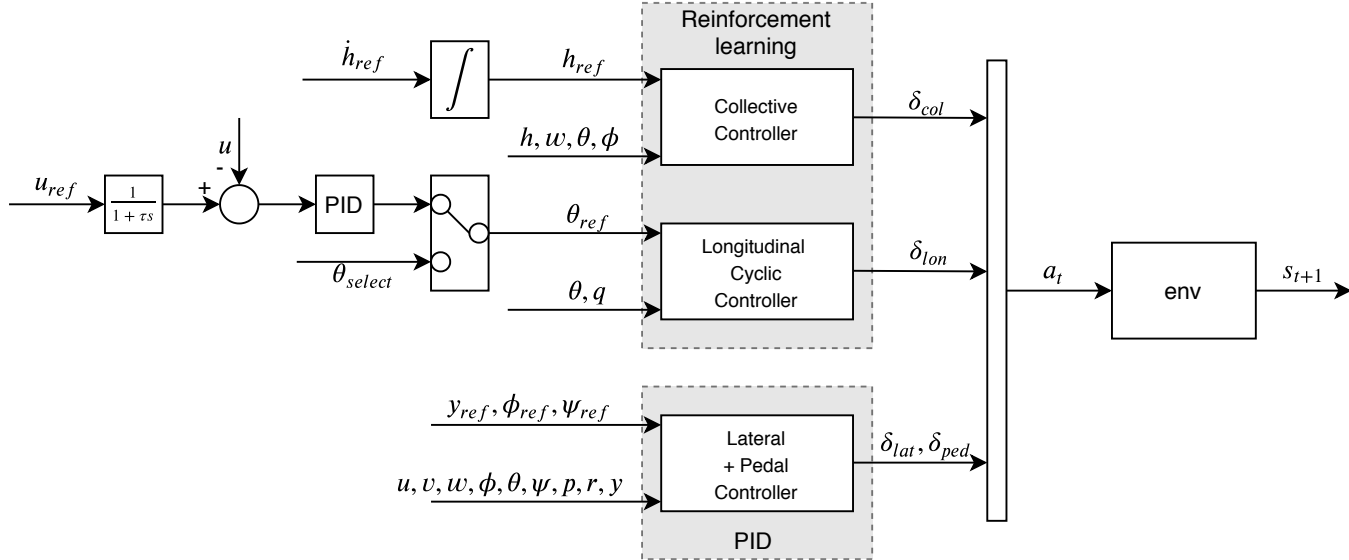 Reinforcement
learning
ḣ_ref
∫
h_ref
Collective
Controller
δ_col
h, w, θ, ϕ
u
-
+
u_ref
1
1 + τs
PID
θ_ref
θ_select
Longitudinal
Cyclic
Controller
δ_lon
θ, q
a_t
env
s_{t+1}
y_ref, ϕ_ref, ψ_ref
Lateral
+ Pedal
Controller
δ_lat, δ_ped
u, v, w, ϕ, θ, ψ, p, r, y
PID